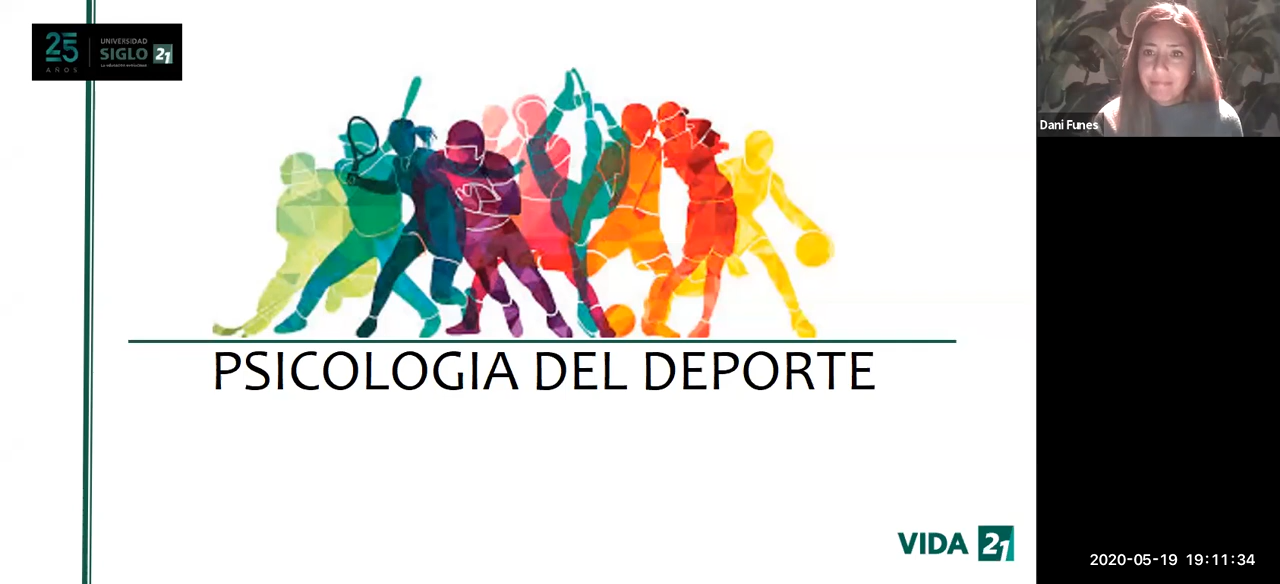 25
AÑOS
UNIVERSIDAD
SIGLO 21
Dani Funes
PSICOLOGIA DEL DEPORTE
VIDA 21
2020-05-19 19:11:34